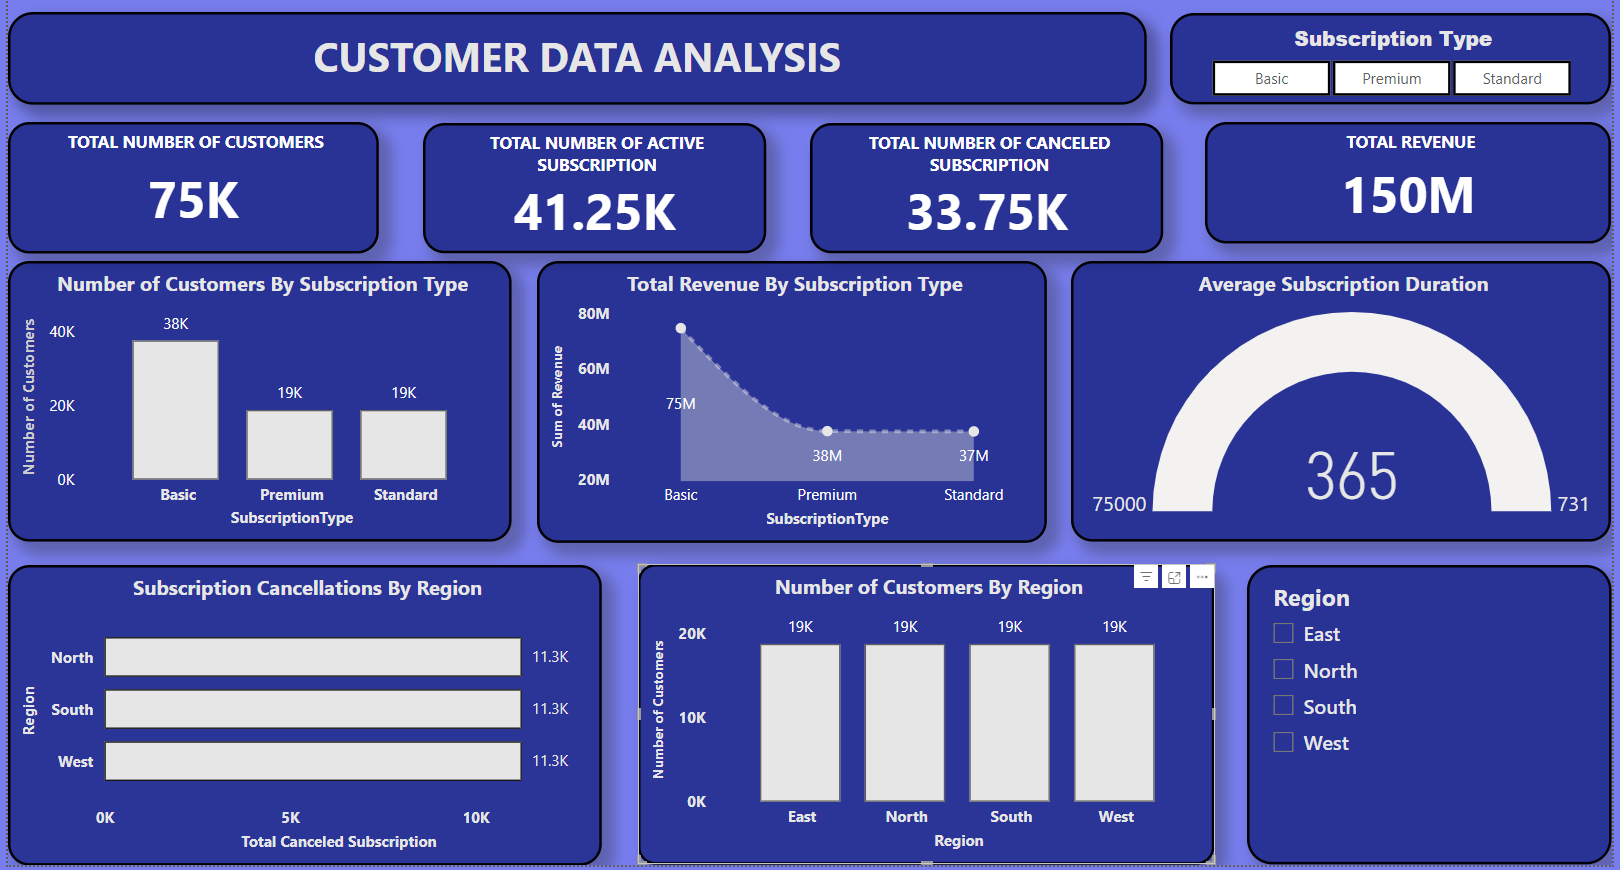 CUSTOMER DATA ANALYSIS
Subscription Type
Basic
Premium
Standard
TOTAL NUMBER OF CUSTOMERS
75K
TOTAL NUMBER OF ACTIVE
SUBSCRIPTION
41.25K
TOTAL NUMBER OF CANCELED
SUBSCRIPTION
33.75K
TOTAL REVENUE
150M
Number of Customers By Subscription Type
Number of Customers
40K
20K
0K
38K
19K
19K
Basic
Premium
Standard
SubscriptionType
Total Revenue By Subscription Type
Sum of Revenue
80M
60M
40M
20M
75M
38M
37M
Basic
Premium
Standard
SubscriptionType
Average Subscription Duration
365
75000
731
Subscription Cancellations By Region
Region
North
11.3K
South
11.3K
West
11.3K
0K
5K
10K
Total Canceled Subscription
Number of Customers By Region
Number of Customers
20K
10K
0K
19K
19K
19K
19K
East
North
South
West
Region
Region
East
North
South
West